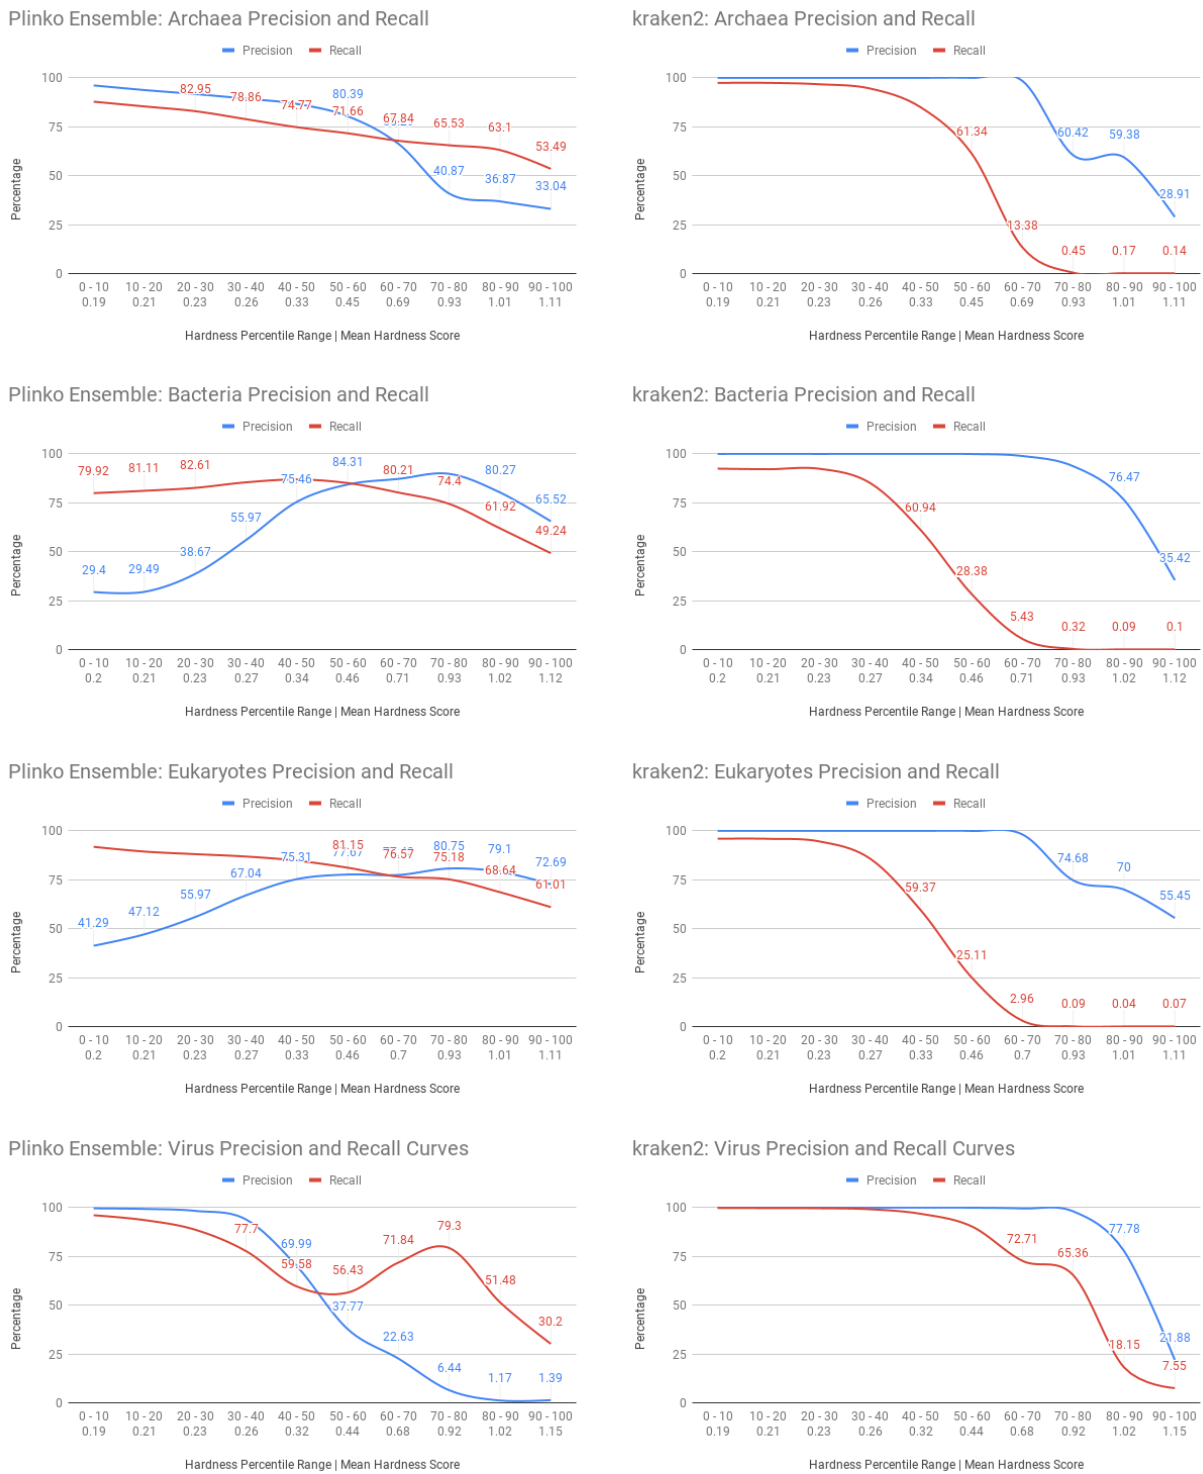 Plinko Ensemble: Archaea Precision and Recall
Precision Recall
Percentage
100
75
50
25
0
82.95 78.86 74.77 80.39 71.66 67.84 65.53 63.1 53.49
40.87 36.87 33.04
0 - 10 10 - 20 20 - 30 30 - 40 40 - 50 50 - 60 60 - 70 70 - 80 80 - 90 90 - 100
0.19 0.21 0.23 0.26 0.33 0.45 0.69 0.93 1.01 1.11
Hardness Percentile Range | Mean Hardness Score
kraken2: Archaea Precision and Recall
Precision Recall
Percentage
100
75
50
25
0
61.34 13.38 60.42 59.38 28.91
0.45 0.17 0.14
0 - 10 10 - 20 20 - 30 30 - 40 40 - 50 50 - 60 60 - 70 70 - 80 80 - 90 90 - 100
0.19 0.21 0.23 0.26 0.33 0.45 0.69 0.93 1.01 1.11
Hardness Percentile Range | Mean Hardness Score
Plinko Ensemble: Bacteria Precision and Recall
Precision Recall
Percentage
100
75
50
25
0
79.92 81.11 82.61 75.46 84.31 80.21 74.4 80.27 61.92 65.52 49.24
29.4 29.49 38.67 55.97
0 - 10 10 - 20 20 - 30 30 - 40 40 - 50 50 - 60 60 - 70 70 - 80 80 - 90 90 - 100
0.2 0.21 0.23 0.27 0.34 0.46 0.71 0.93 1.02 1.12
Hardness Percentile Range | Mean Hardness Score
kraken2: Bacteria Precision and Recall
Precision Recall
Percentage
100
75
50
25
0
60.94 28.38 5.43 76.47 35.42
0.32 0.09 0.1
0 - 10 10 - 20 20 - 30 30 - 40 40 - 50 50 - 60 60 - 70 70 - 80 80 - 90 90 - 100
0.2 0.21 0.23 0.27 0.34 0.46 0.71 0.93 1.02 1.12
Hardness Percentile Range | Mean Hardness Score
Plinko Ensemble: Eukaryotes Precision and Recall
Precision Recall
Percentage
100
75
50
25
0
41.29 47.12 55.97 67.04 75.31 81.15 77.67 76.57 80.75 75.18 79.1 68.64 72.69 61.01
0 - 10 10 - 20 20 - 30 30 - 40 40 - 50 50 - 60 60 - 70 70 - 80 80 - 90 90 - 100
0.2 0.21 0.23 0.27 0.33 0.46 0.7 0.93 1.01 1.11
Hardness Percentile Range | Mean Hardness Score
kraken2: Eukaryotes Precision and Recall
Precision Recall
Percentage
100
75
50
25
0
59.37 25.11 2.96 74.68 70 55.45
0.09 0.04 0.07
0 - 10 10 - 20 20 - 30 30 - 40 40 - 50 50 - 60 60 - 70 70 - 80 80 - 90 90 - 100
0.2 0.21 0.23 0.27 0.33 0.46 0.7 0.93 1.01 1.11
Hardness Percentile Range | Mean Hardness Score
Plinko Ensemble: Virus Precision and Recall Curves
Precision Recall
Percentage
100
75
50
25
0
77.7 69.99 59.58 56.43 37.77 71.84 22.63 79.3 6.44 51.48 1.17 30.2 1.39
0 - 10 10 - 20 20 - 30 30 - 40 40 - 50 50 - 60 60 - 70 70 - 80 80 - 90 90 - 100
0.19 0.21 0.23 0.26 0.32 0.44 0.68 0.92 1.02 1.15
Hardness Percentile Range | Mean Hardness Score
kraken2: Virus Precision and Recall Curves
Precision Recall
Percentage
100
75
50
25
0
72.71 65.36 77.78 18.15 21.88 7.55
0 - 10 10 - 20 20 - 30 30 - 40 40 - 50 50 - 60 60 - 70 70 - 80 80 - 90 90 - 100
0.19 0.21 0.23 0.26 0.32 0.44 0.68 0.92 1.02 1.15
Hardness Percentile Range | Mean Hardness Score